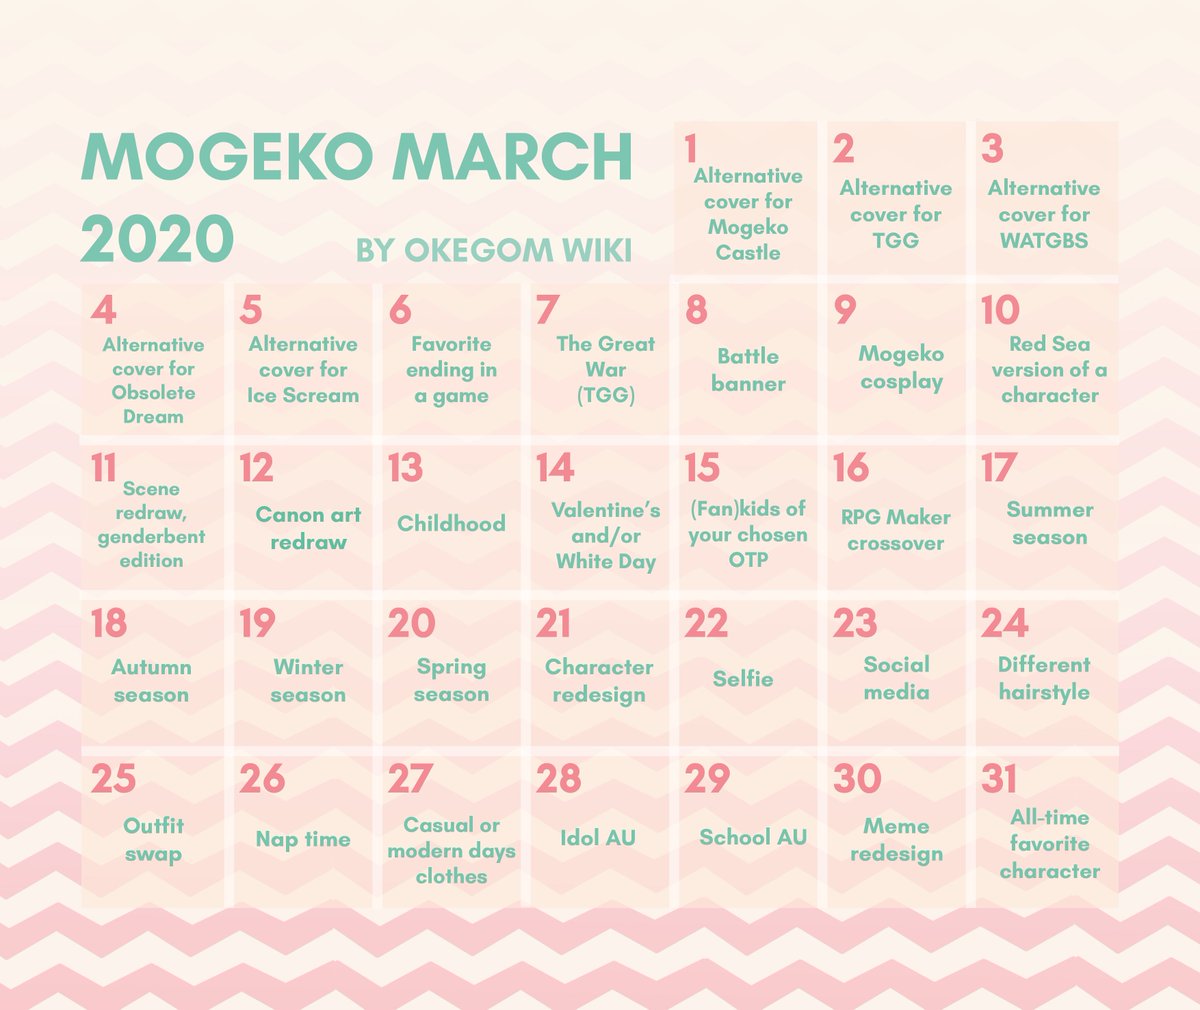 MOGEKO MARCH
2020
BY OKEGOM WIKI
1
Alternative
cover for
Mogeko
Castle
2
Alternative
cover for
TGG
3
Alternative
cover for
WATGBS
4
Alternative
cover for
Obsolete
Dream
5
Alternative
cover for
Ice Scream
6
Favorite
ending in
a game
7
The Great
War
(TGG)
8
Battle
banner
9
Mogeko
cosplay
10
Red Sea
version of a
character
11
Scene
redraw,
genderbent
edition
12
Canon art
redraw
13
Childhood
14
Valentine's
and/or
White Day
15
(Fan)kids of
your chosen
OTP
16
RPG Maker
crossover
17
Summer
season
18
Autumn
season
19
Winter
season
20
Spring
season
21
Character
redesign
22
Selfie
23
Social
media
24
Different
hairstyle
25
Outfit
swap
26
Nap time
27
Casual or
modern days
clothes
28
Idol AU
29
School AU
30
Meme
redesign
31
All-time
favorite
character